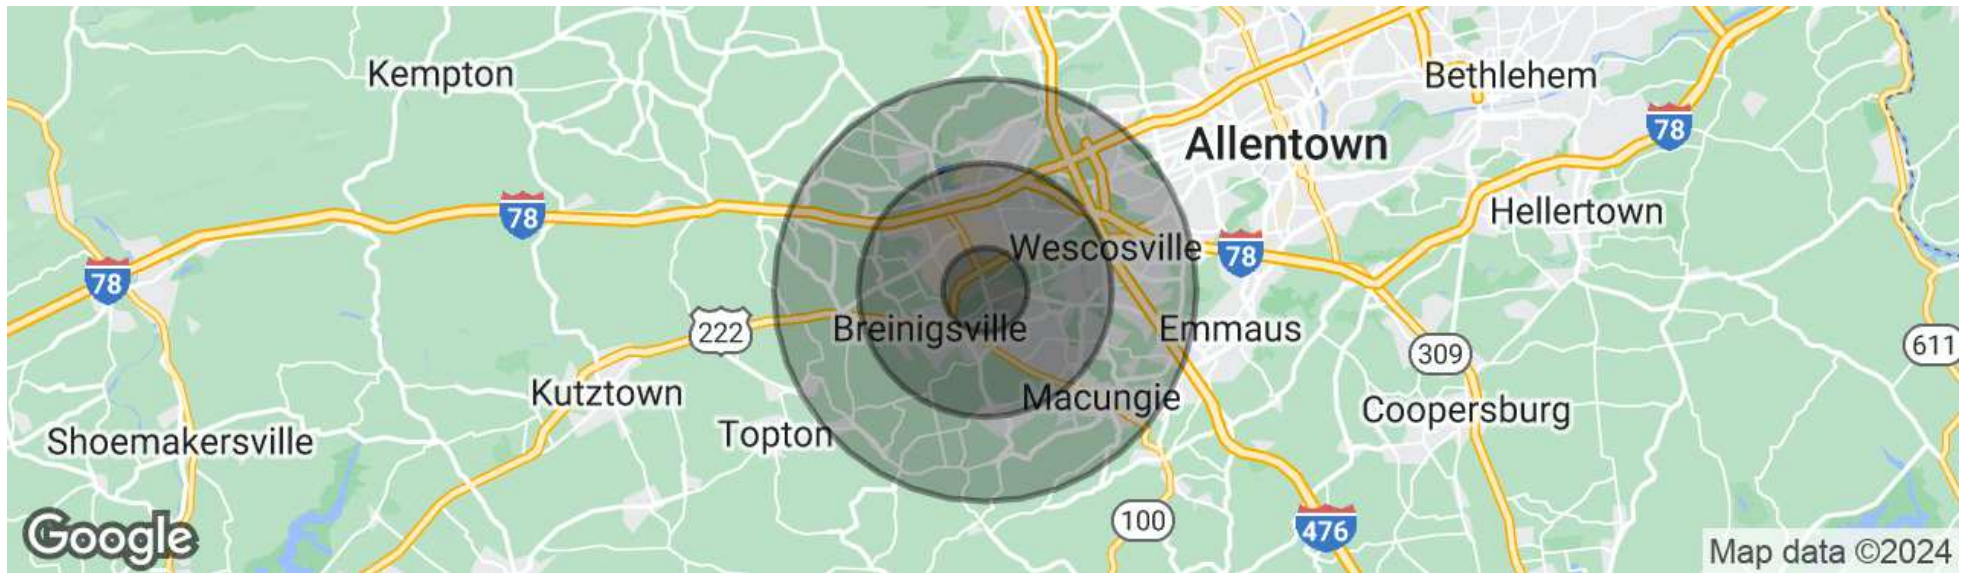 Kempton
Bethlehem
78
Allentown
78
Hellertown
Wescosville
78
78
222
Breinigsville
Emmaus
309
611
Kutztown
Macungie
Coopersburg
Topton
Shoemakersville
100
476
Google
Map data ©2024